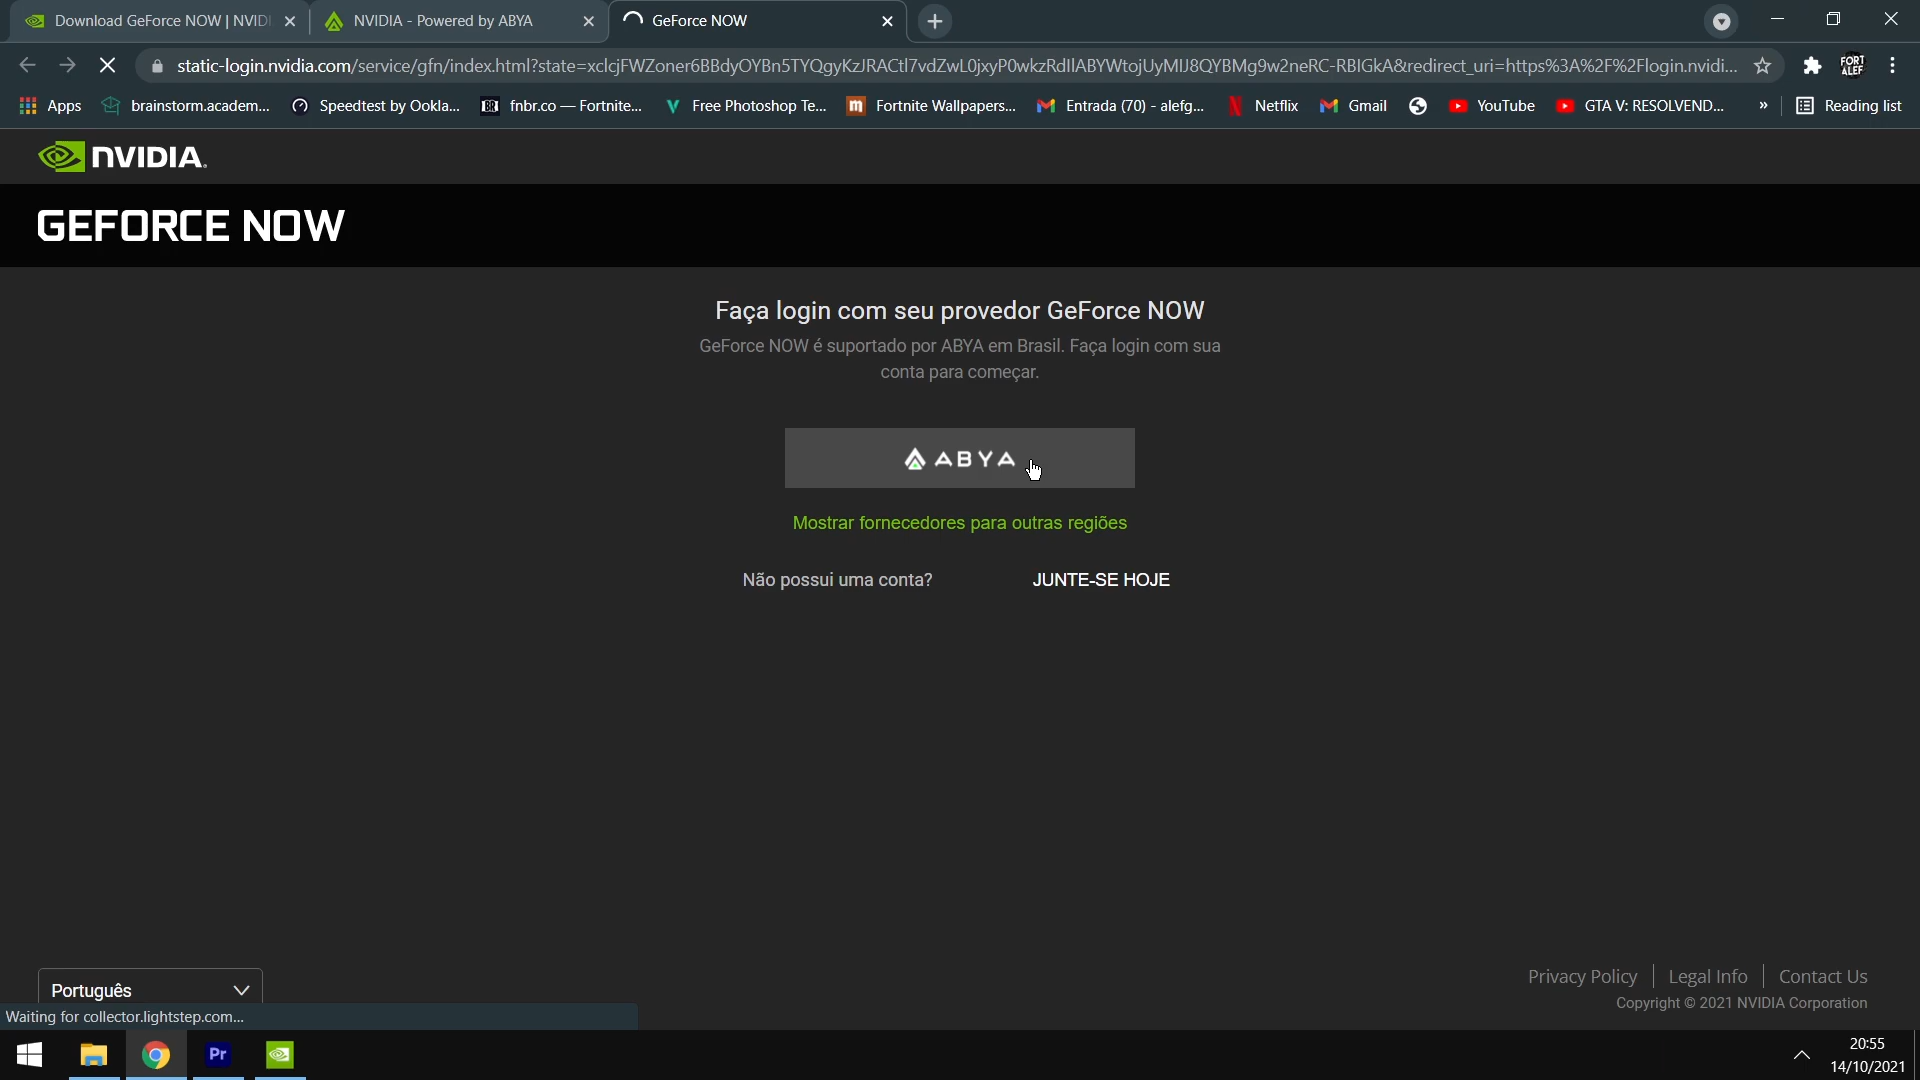 Download GeForce NOW | NVIDI
NVIDIA - Powered by ABYA
GeForce NOW
static-login.nvidia.com/service/gfn/index.html?state=xclcjFWZoner6BBdyOYBn5TYQgyKzJRACtl7vdZwL0jxyP0wkzRdIlABYWtojUyMIJ8QYBMg9w2neRC-RBIGkA&redirect_uri=https%3A%2F%2Flogin.nvidi...
Apps
brainstorm.academ...
Speedtest by Ookla...
fnbr.co — Fortnite...
Free Photoshop Te...
Fortnite Wallpapers...
Entrada (70) - alefg...
Netflix
Gmail
YouTube
GTA V: RESOLVEND...
»
Reading list
FORT
ALEF
NVIDIA.
GEFORCE NOW
Faça login com seu provedor GeForce NOW
GeForce NOW é suportado por ABYA em Brasil. Faça login com sua
conta para começar.
ABYA
Mostrar fornecedores para outras regiões
Não possui uma conta?
JUNTE-SE HOJE
Português
Privacy Policy
Legal Info
Contact Us
Copyright © 2021 NVIDIA Corporation
Waiting for collector.lightstep.com...
Pr
20:55
14/10/2021